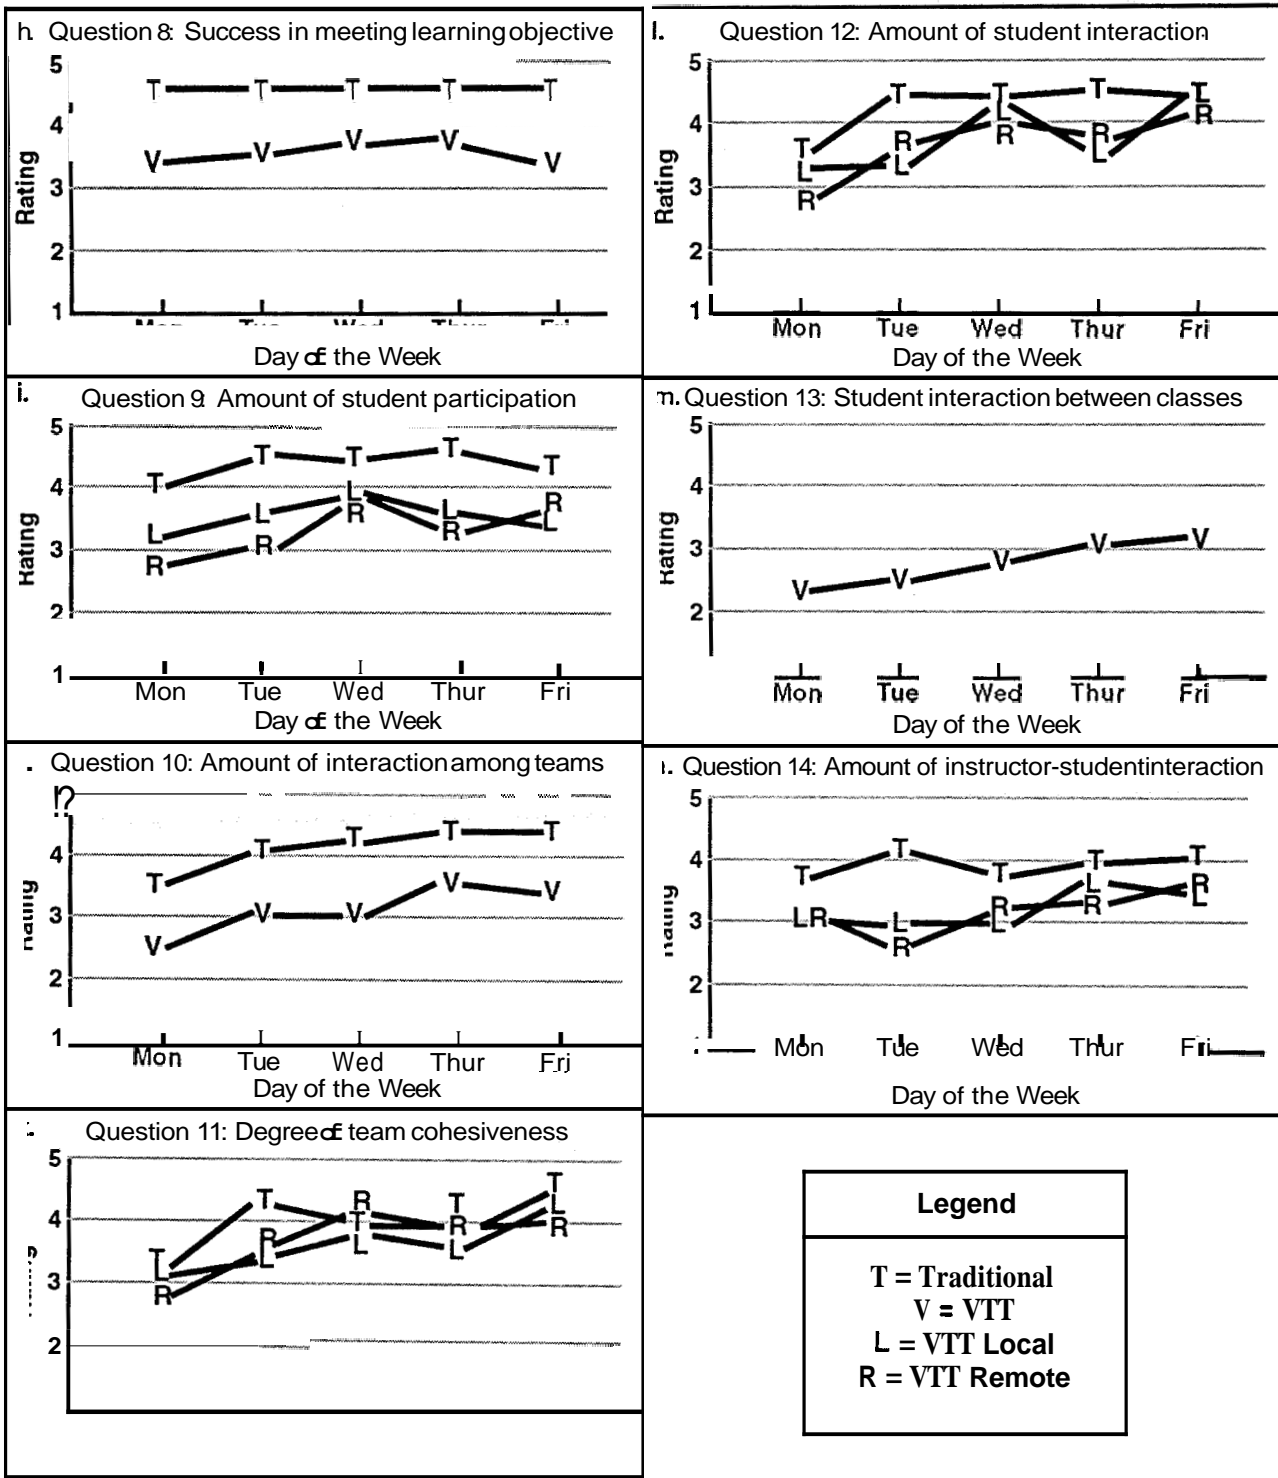 h. Question 8: Success in meeting learning objective
5
T T T T T
4
V V V V V
3
Rating
2
1
Day of the Week
i. Question 9: Amount of student participation
5
T T T T T
4
L L L L L
R R R R R
3
Rating
2
1
Mon Tue Wed Thur Fri
Day of the Week
Question 10: Amount of interaction among teams
T T T T T
4
V V V V V
3
Rating
2
1
Mon Tue Wed Thur Fri
Day of the Week
Question 11: Degree of team cohesiveness
5
T T T T T
4
L L L L L
R R R R R
3
2
l. Question 12: Amount of student interaction
5
T T T T T
4
L L L L L
R R R R R
3
Rating
2
1
Mon Tue Wed Thur Fri
Day of the Week
m. Question 13: Student interaction between classes
5
4
3
V V V V V
Rating
2
Mon Tue Wed Thur Fri
Day of the Week
Question 14: Amount of instructor-student interaction
5
T T T T T
4
L L L L L
R R R R R
3
Rating
2
Mon Tue Wed Thur Fri
Day of the Week
Legend
T = Traditional
V = VTT
L = VTT Local
R = VTT Remote